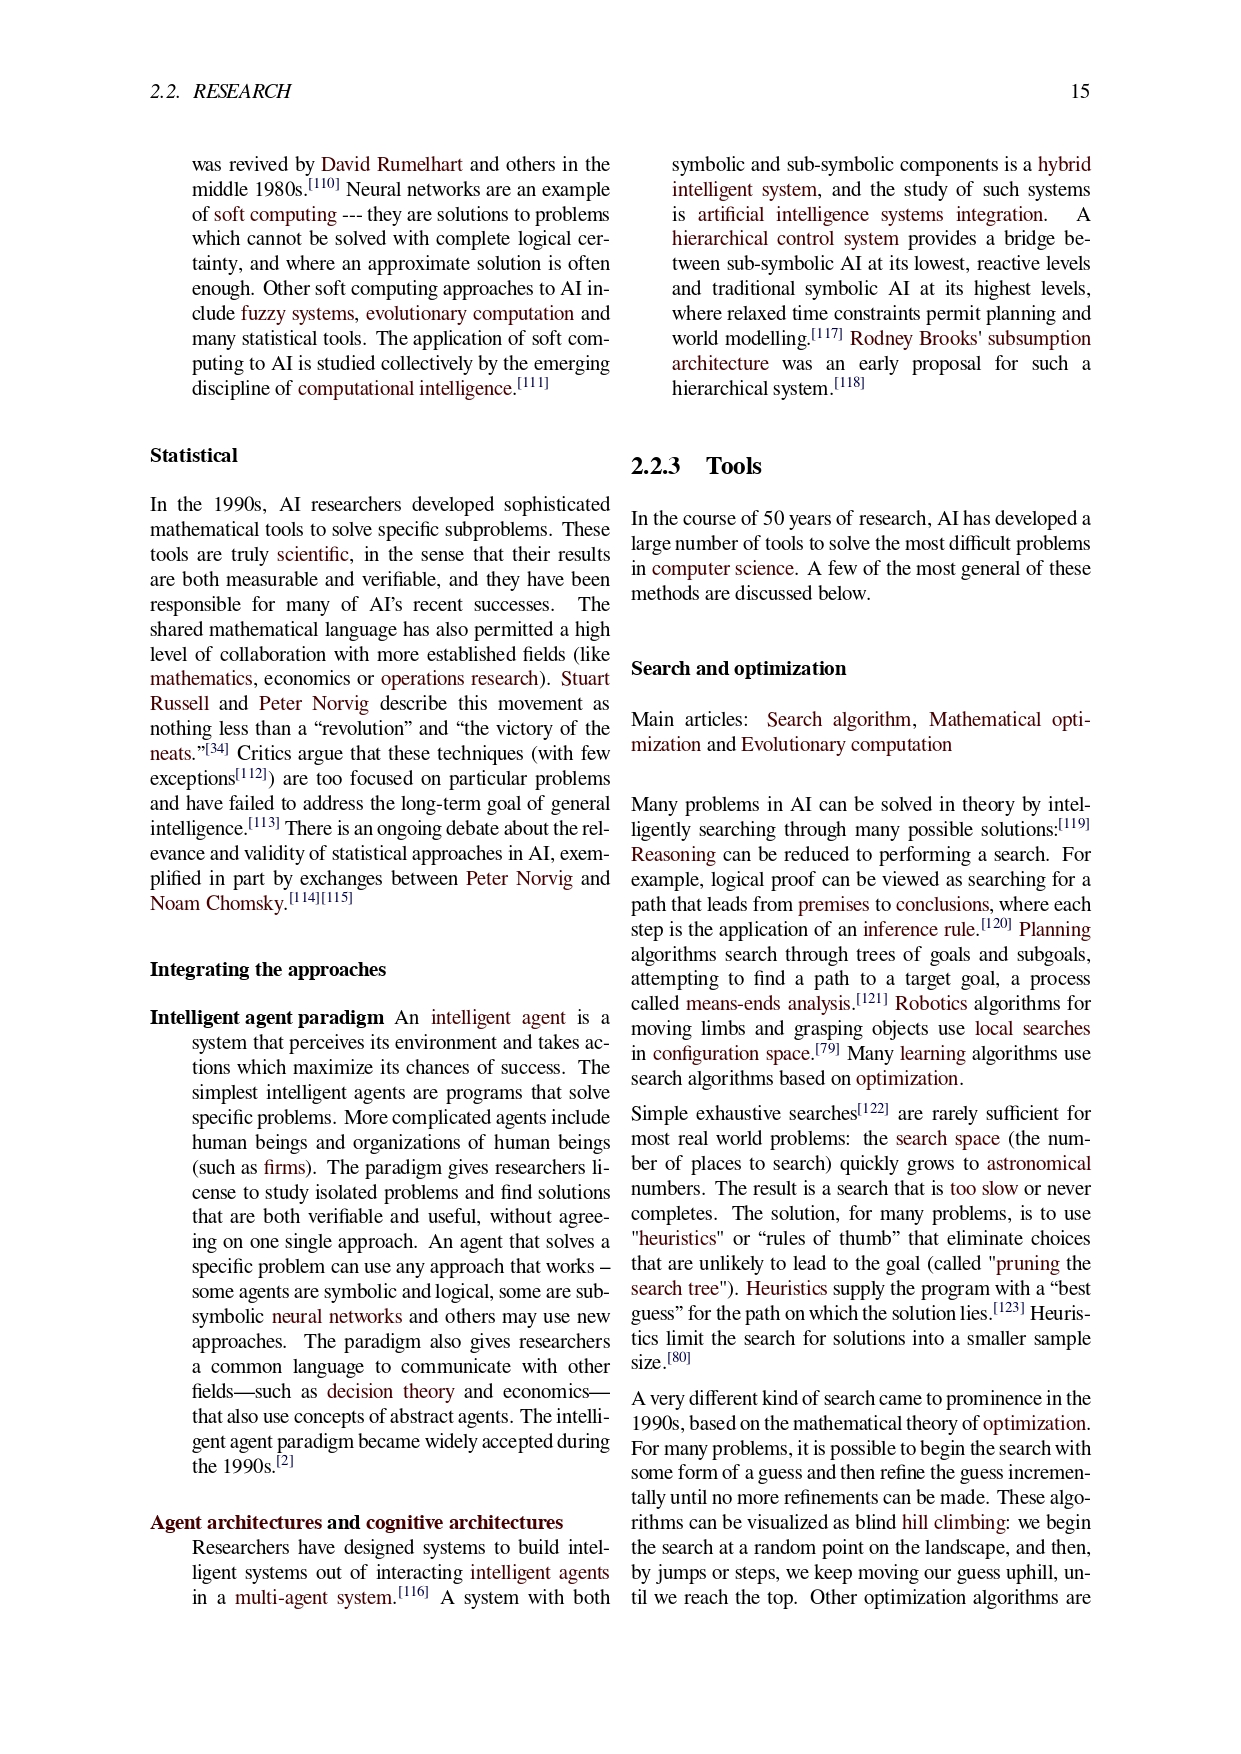 2.2. RESEARCH 15
was revived by David Rumelhart and others in the
middle 1980s.[110] Neural networks are an example
of soft computing --- they are solutions to problems
which cannot be solved with complete logical cer-
tainty, and where an approximate solution is often
enough. Other soft computing approaches to AI in-
clude fuzzy systems, evolutionary computation and
many statistical tools. The application of soft com-
puting to AI is studied collectively by the emerging
discipline of computational intelligence.[111]
Statistical
In the 1990s, AI researchers developed sophisticated
mathematical tools to solve specific subproblems. These
tools are truly scientific, in the sense that their results
are both measurable and verifiable, and they have been
responsible for many of AI’s recent successes. The
shared mathematical language has also permitted a high
level of collaboration with more established fields (like
mathematics, economics or operations research). Stuart
Russell and Peter Norvig describe this movement as
nothing less than a “revolution” and “the victory of the
neats.”[34] Critics argue that these techniques (with few
exceptions[112]) are too focused on particular problems
and have failed to address the long-term goal of general
intelligence.[113] There is an ongoing debate about the rel-
evance and validity of statistical approaches in AI, exem-
plified in part by exchanges between Peter Norvig and
Noam Chomsky.[114][115]
Integrating the approaches
Intelligent agent paradigm An intelligent agent is a
system that perceives its environment and takes ac-
tions which maximize its chances of success. The
simplest intelligent agents are programs that solve
specific problems. More complicated agents include
human beings and organizations of human beings
(such as firms). The paradigm gives researchers li-
cense to study isolated problems and find solutions
that are both verifiable and useful, without agree-
ing on one single approach. An agent that solves a
specific problem can use any approach that works –
some agents are symbolic and logical, some are sub-
symbolic neural networks and others may use new
approaches. The paradigm also gives researchers
a common language to communicate with other
fields—such as decision theory and economics—
that also use concepts of abstract agents. The intelli-
gent agent paradigm became widely accepted during
the 1990s.[2]
Agent architectures and cognitive architectures
Researchers have designed systems to build intel-
ligent systems out of interacting intelligent agents
in a multi-agent system.[116] A system with both
symbolic and sub-symbolic components is a hybrid
intelligent system, and the study of such systems
is artificial intelligence systems integration. A
hierarchical control system provides a bridge be-
tween sub-symbolic AI at its lowest, reactive levels
and traditional symbolic AI at its highest levels,
where relaxed time constraints permit planning and
world modelling.[117] Rodney Brooks' subsumption
architecture was an early proposal for such a
hierarchical system.[118]
2.2.3 Tools
In the course of 50 years of research, AI has developed a
large number of tools to solve the most difficult problems
in computer science. A few of the most general of these
methods are discussed below.
Search and optimization
Main articles: Search algorithm, Mathematical opti-
mization and Evolutionary computation
Many problems in AI can be solved in theory by intel-
ligently searching through many possible solutions:[119]
Reasoning can be reduced to performing a search. For
example, logical proof can be viewed as searching for a
path that leads from premises to conclusions, where each
step is the application of an inference rule.[120] Planning
algorithms search through trees of goals and subgoals,
attempting to find a path to a target goal, a process
called means-ends analysis.[121] Robotics algorithms for
moving limbs and grasping objects use local searches
in configuration space.[79] Many learning algorithms use
search algorithms based on optimization.
Simple exhaustive searches[122] are rarely sufficient for
most real world problems: the search space (the num-
ber of places to search) quickly grows to astronomical
numbers. The result is a search that is too slow or never
completes. The solution, for many problems, is to use
"heuristics" or “rules of thumb” that eliminate choices
that are unlikely to lead to the goal (called "pruning the
search tree"). Heuristics supply the program with a “best
guess” for the path on which the solution lies.[123] Heuris-
tics limit the search for solutions into a smaller sample
size.[80]
A very different kind of search came to prominence in the
1990s, based on the mathematical theory of optimization.
For many problems, it is possible to begin the search with
some form of a guess and then refine the guess incremen-
tally until no more refinements can be made. These algo-
rithms can be visualized as blind hill climbing: we begin
the search at a random point on the landscape, and then,
by jumps or steps, we keep moving our guess uphill, un-
til we reach the top. Other optimization algorithms are